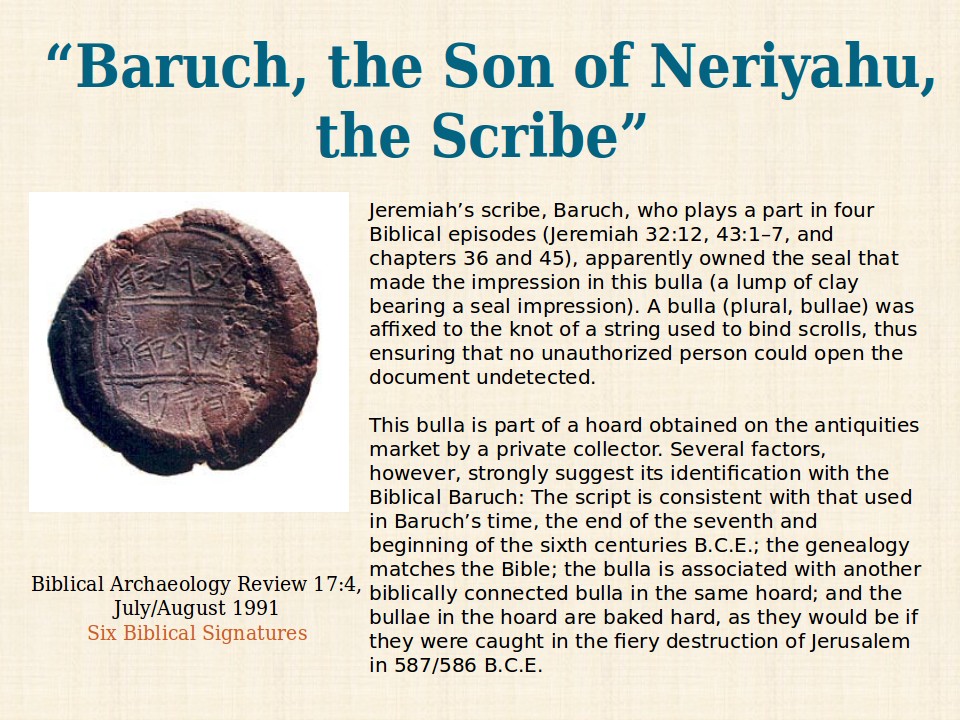 “Baruch, the Son of Neriyahu,
the Scribe”
Jeremiah’s scribe, Baruch, who plays a part in four
Biblical episodes (Jeremiah 32:12, 43:1–7, and
chapters 36 and 45), apparently owned the seal that
made the impression in this bulla (a lump of clay
bearing a seal impression). A bulla (plural, bullae) was
affixed to the knot of a string used to bind scrolls, thus
ensuring that no unauthorized person could open the
document undetected.
This bulla is part of a hoard obtained on the antiquities
market by a private collector. Several factors,
however, strongly suggest its identification with the
Biblical Baruch: The script is consistent with that used
in Baruch’s time, the end of the seventh and
beginning of the sixth centuries B.C.E.; the genealogy
matches the Bible; the bulla is associated with another
biblically connected bulla in the same hoard; and the
bullae in the hoard are baked hard, as they would be if
they were caught in the fiery destruction of Jerusalem
in 587/586 B.C.E.
Biblical Archaeology Review 17:4,
July/August 1991
Six Biblical Signatures